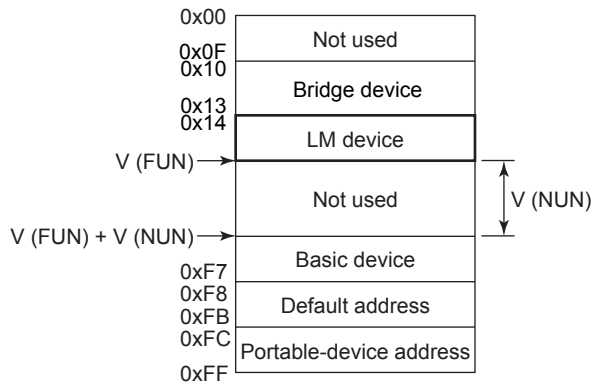 0x00
Not used
0x0F
0x10
Bridge device
0x13
0x14
LM device
V (FUN)
Not used
V (NUN)
V (FUN) + V (NUN)
Basic device
0xF7
0xF8
Default address
0xFB
0xFC
Portable-device address
0xFF